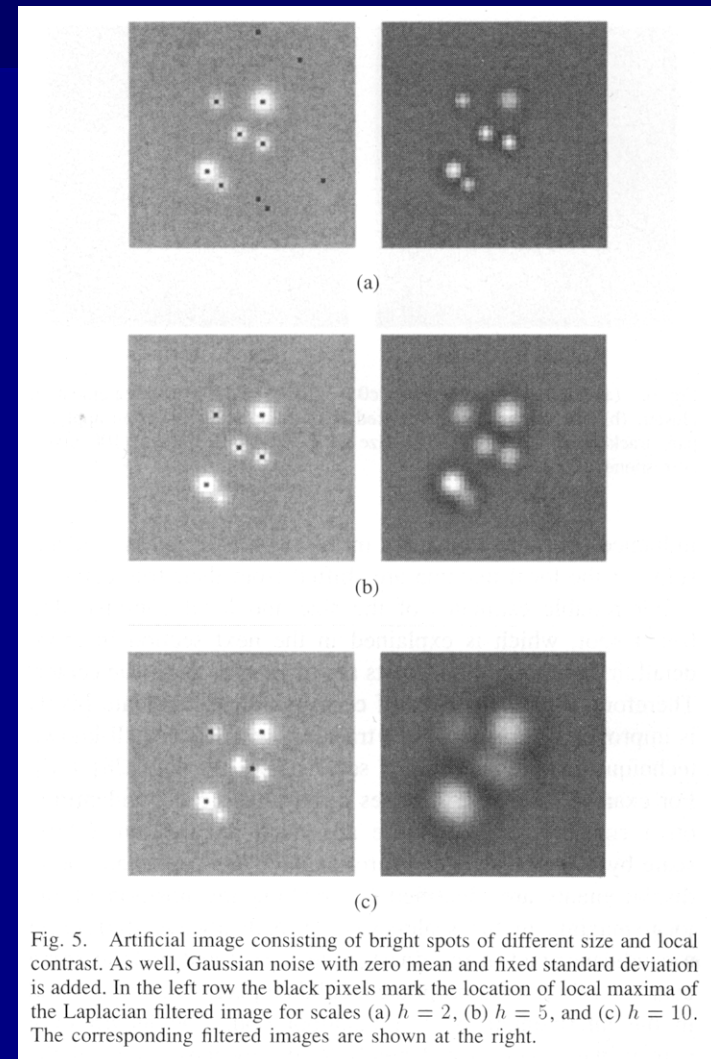 (a)
(b)
(c)
Fig. 5. Artificial image consisting of bright spots of different size and local
contrast. As well, Gaussian noise with zero mean and fixed standard deviation
is added. In the left row the black pixels mark the location of local maxima of
the Laplacian filtered image for scales (a) h = 2, (b) h = 5, and (c) h = 10.
The corresponding filtered images are shown at the right.